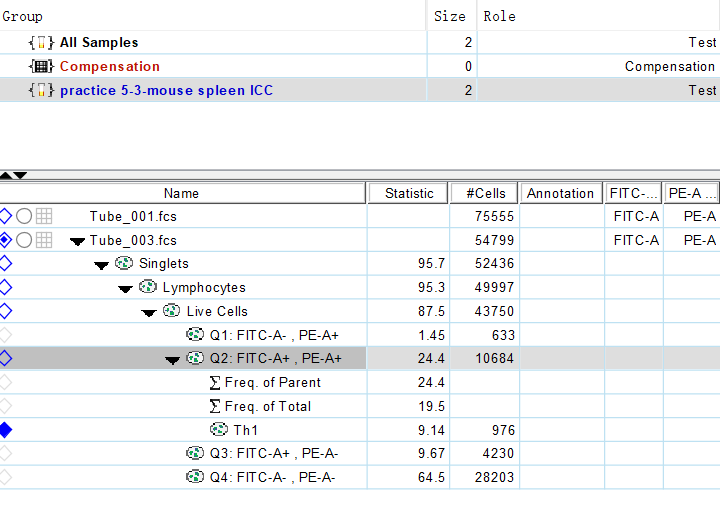 Group Size Role
All Samples 2 Test
Compensation 0 Compensation
practice 5-3-mouse spleen ICC 2 Test
Name Statistic #Cells Annotation FITC-... PE-A ...
Tube_001.fcs 75555 FITC-A PE-A
Tube_003.fcs 54799 FITC-A PE-A
Singlets 95.7 52436
Lymphocytes 95.3 49997
Live Cells 87.5 43750
Q1: FITC-A- , PE-A+ 1.45 633
Q2: FITC-A+ , PE-A+ 24.4 10684
Σ Freq. of Parent 24.4
Σ Freq. of Total 19.5
Th1 9.14 976
Q3: FITC-A+ , PE-A- 9.67 4230
Q4: FITC-A- , PE-A- 64.5 28203